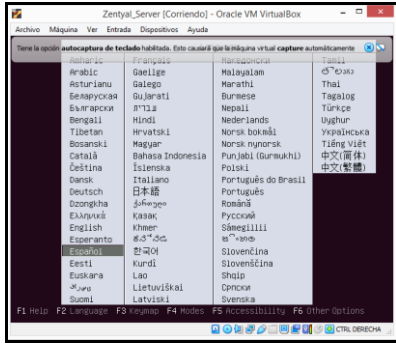 Zentyal_Server [Corriendo] - Oracle VM VirtualBox
Archivo Máquina Ver Entrada Dispositivos Ayuda
Tiene la opción autocaptura de teclado habilitada. Esto causará que la máquina virtual capture automáticamente
Amharic Français Македонски Tamil
Arabic Gaeilge Malayalam తెలుగు
Asturianu Galego Marathi Thai
Беларуская Gujarati Burmese Tagalog
Български עברית Nepali Türkçe
Bengali Hindi Nederlands Uyghur
Tibetan Hrvatski Norsk bokmål Українська
Bosanski Magyar Norsk nynorsk Tiếng Việt
Català Bahasa Indonesia Punjabi (Gurmukhi) 中文(简体)
Čeština Íslenska Polski 中文(繁體)
Dansk Italiano Português do Brasil
Deutsch 日本語 Português
Dzongkha ქართული Română
Ελληνικά Қазақ Русский
English Khmer Sámegillii
Esperanto ಕನ್ನಡ සිංහල
Español 한국어 Slovenčina
Eesti Kurdî Slovenščina
Euskara Lao Shqip
فارسی Lietuviškai Српски
Suomi Latviski Svenska
F1 Help F2 Language F3 Keymap F4 Modes F5 Accessibility F6 Other Options
CTRL DERECHA